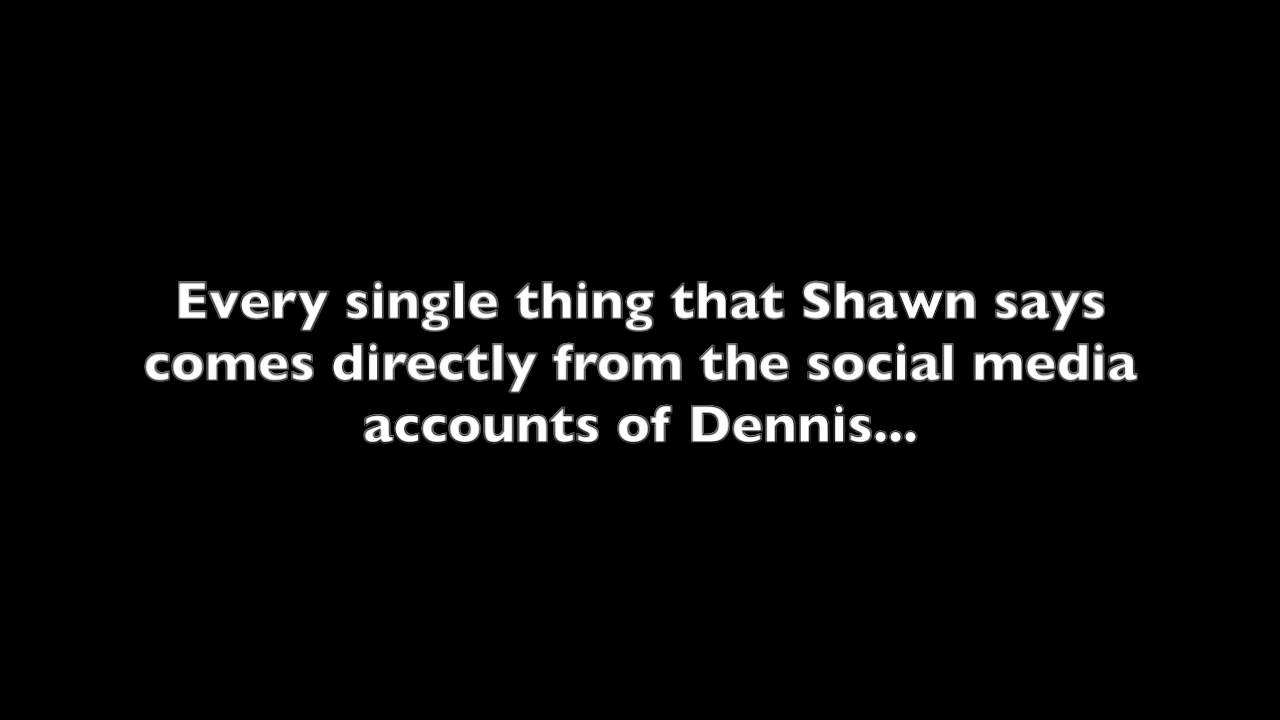 Every single thing that Shawn says
comes directly from the social media
accounts of Dennis...